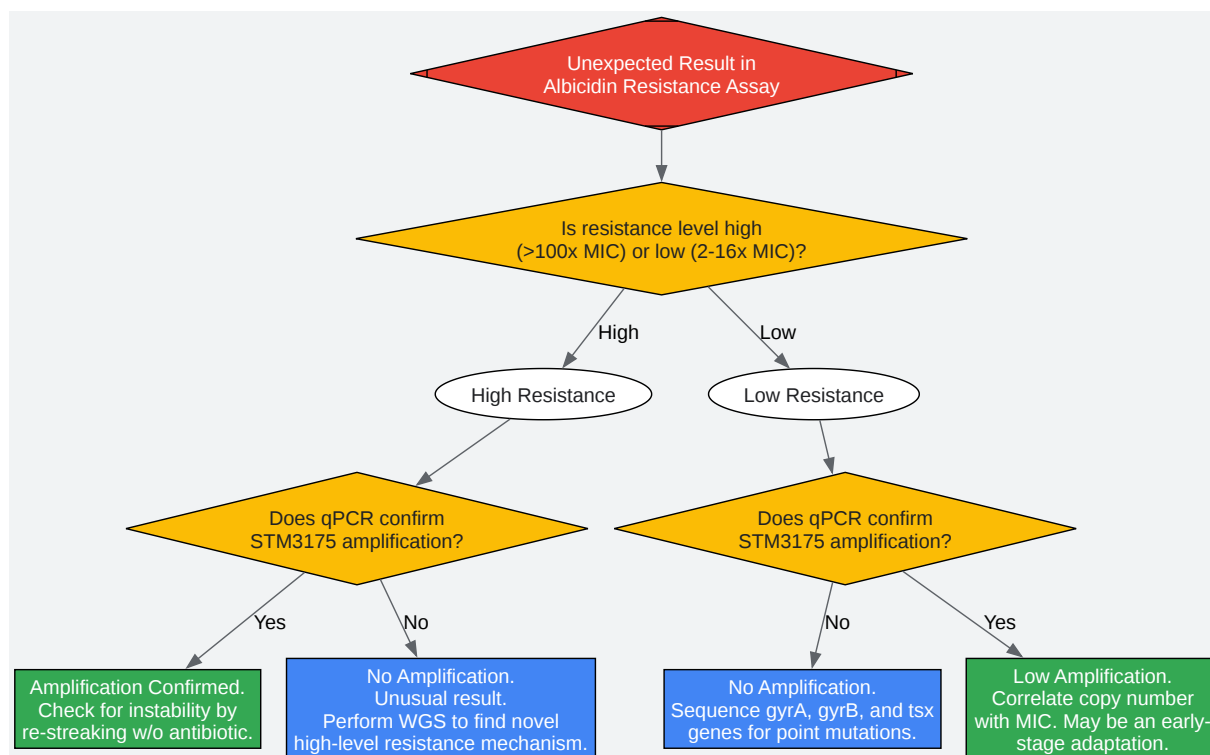 Unexpected Result in
Albicidin Resistance Assay
Is resistance level high
(>100x MIC) or low (2-16x MIC)?
High
Low
High Resistance
Low Resistance
Does qPCR confirm
STM3175 amplification?
Does qPCR confirm
STM3175 amplification?
Yes
No
No
Yes
Amplification Confirmed.
Check for instability by
re-streaking w/o antibiotic.
No Amplification.
Unusual result.
Perform WGS to find novel
high-level resistance mechanism.
No Amplification.
Sequence gyrA, gyrB, and tsx
genes for point mutations.
Low Amplification.
Correlate copy number
with MIC. May be an early-
stage adaptation.